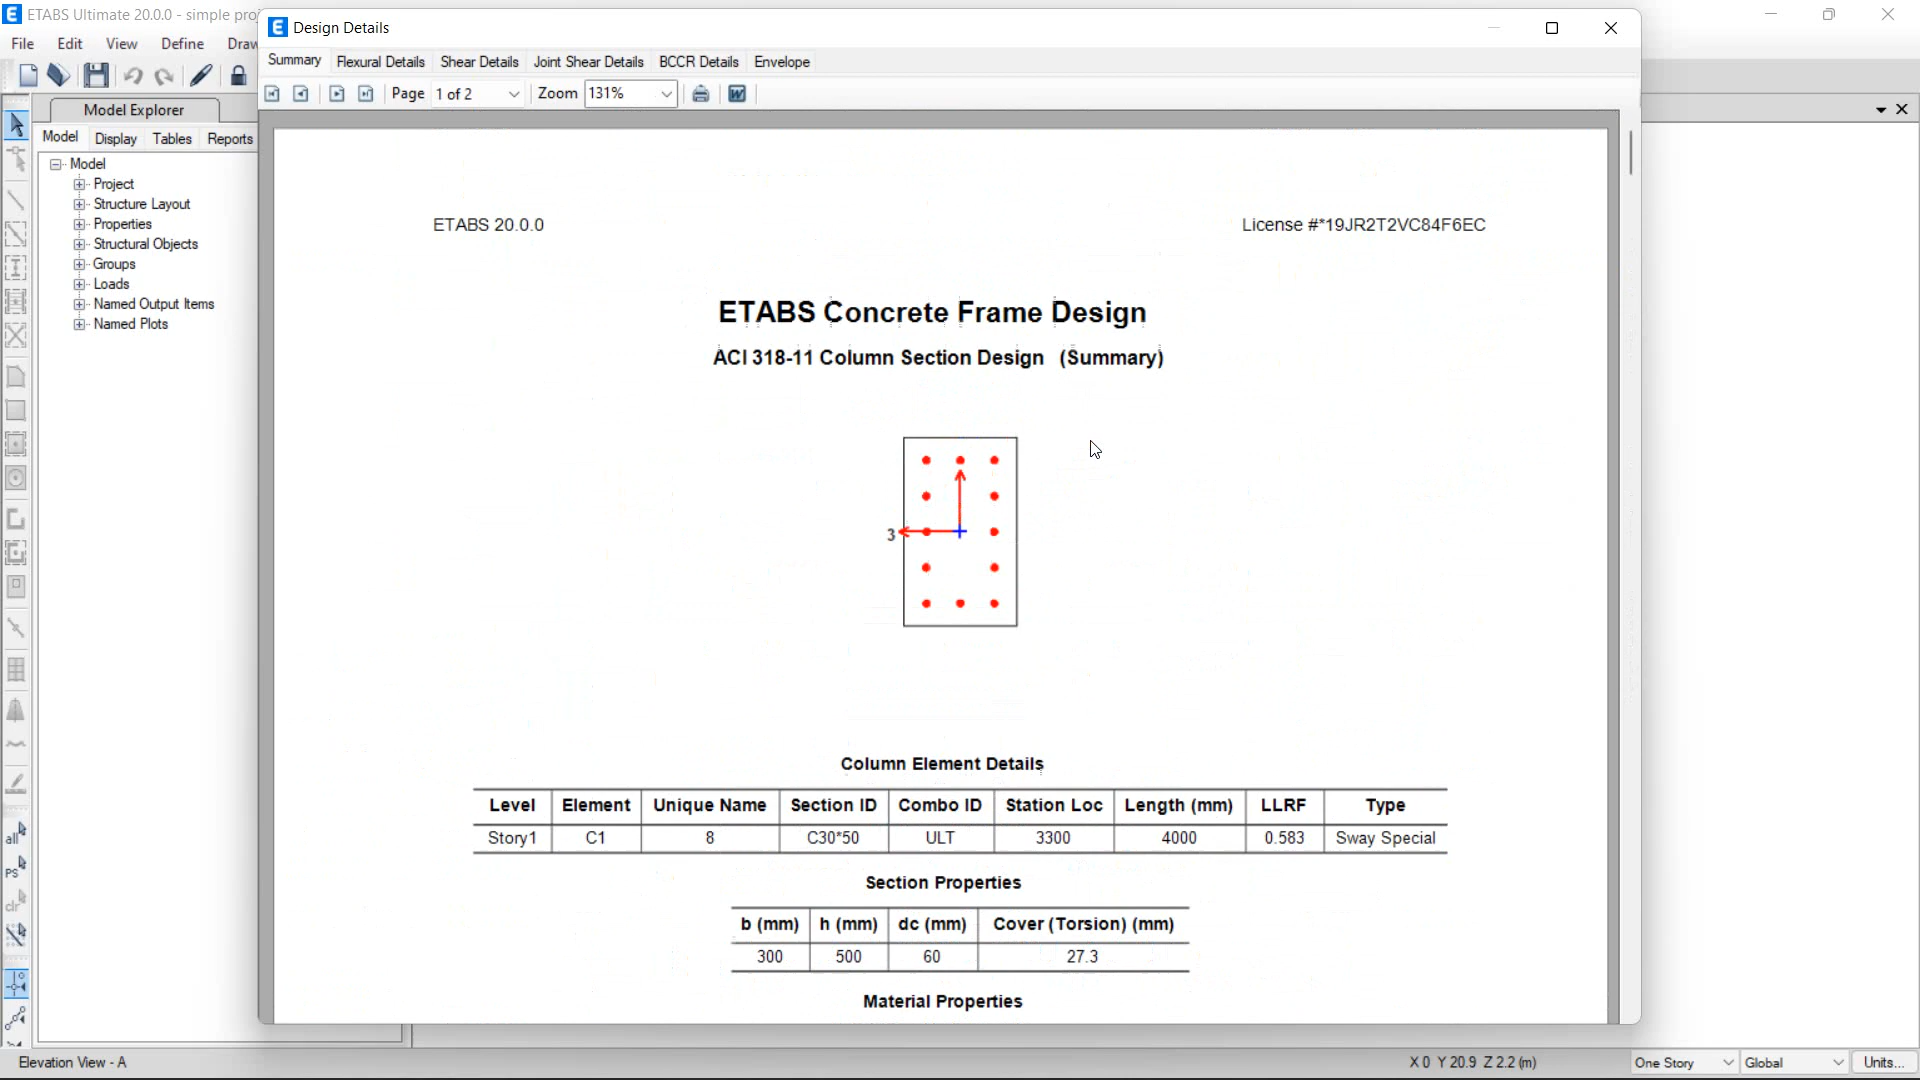 ETABS Ultimate 20.0.0 - simple proj
File Edit View Define Draw
Model Explorer
Model Display Tables Reports
Model
Project
Structure Layout
Properties
Structural Objects
Groups
Loads
Named Output Items
Named Plots
all
PS
clr
Design Details
Summary Flexural Details Shear Details Joint Shear Details BCCR Details Envelope
Page 1 of 2 Zoom 131%
ETABS 20.0.0 License #*19JR2T2VC84F6EC
ETABS Concrete Frame Design
ACI 318-11 Column Section Design (Summary)
3
Column Element Details
Level Element Unique Name Section ID Combo ID Station Loc Length (mm) LLRF Type
Story1 C1 8 C30*50 ULT 3300 4000 0.583 Sway Special
Section Properties
b (mm) h (mm) dc (mm) Cover (Torsion) (mm)
300 500 60 27.3
Material Properties
Elevation View - A X 0 Y 20.9 Z 2.2 (m) One Story Global Units...